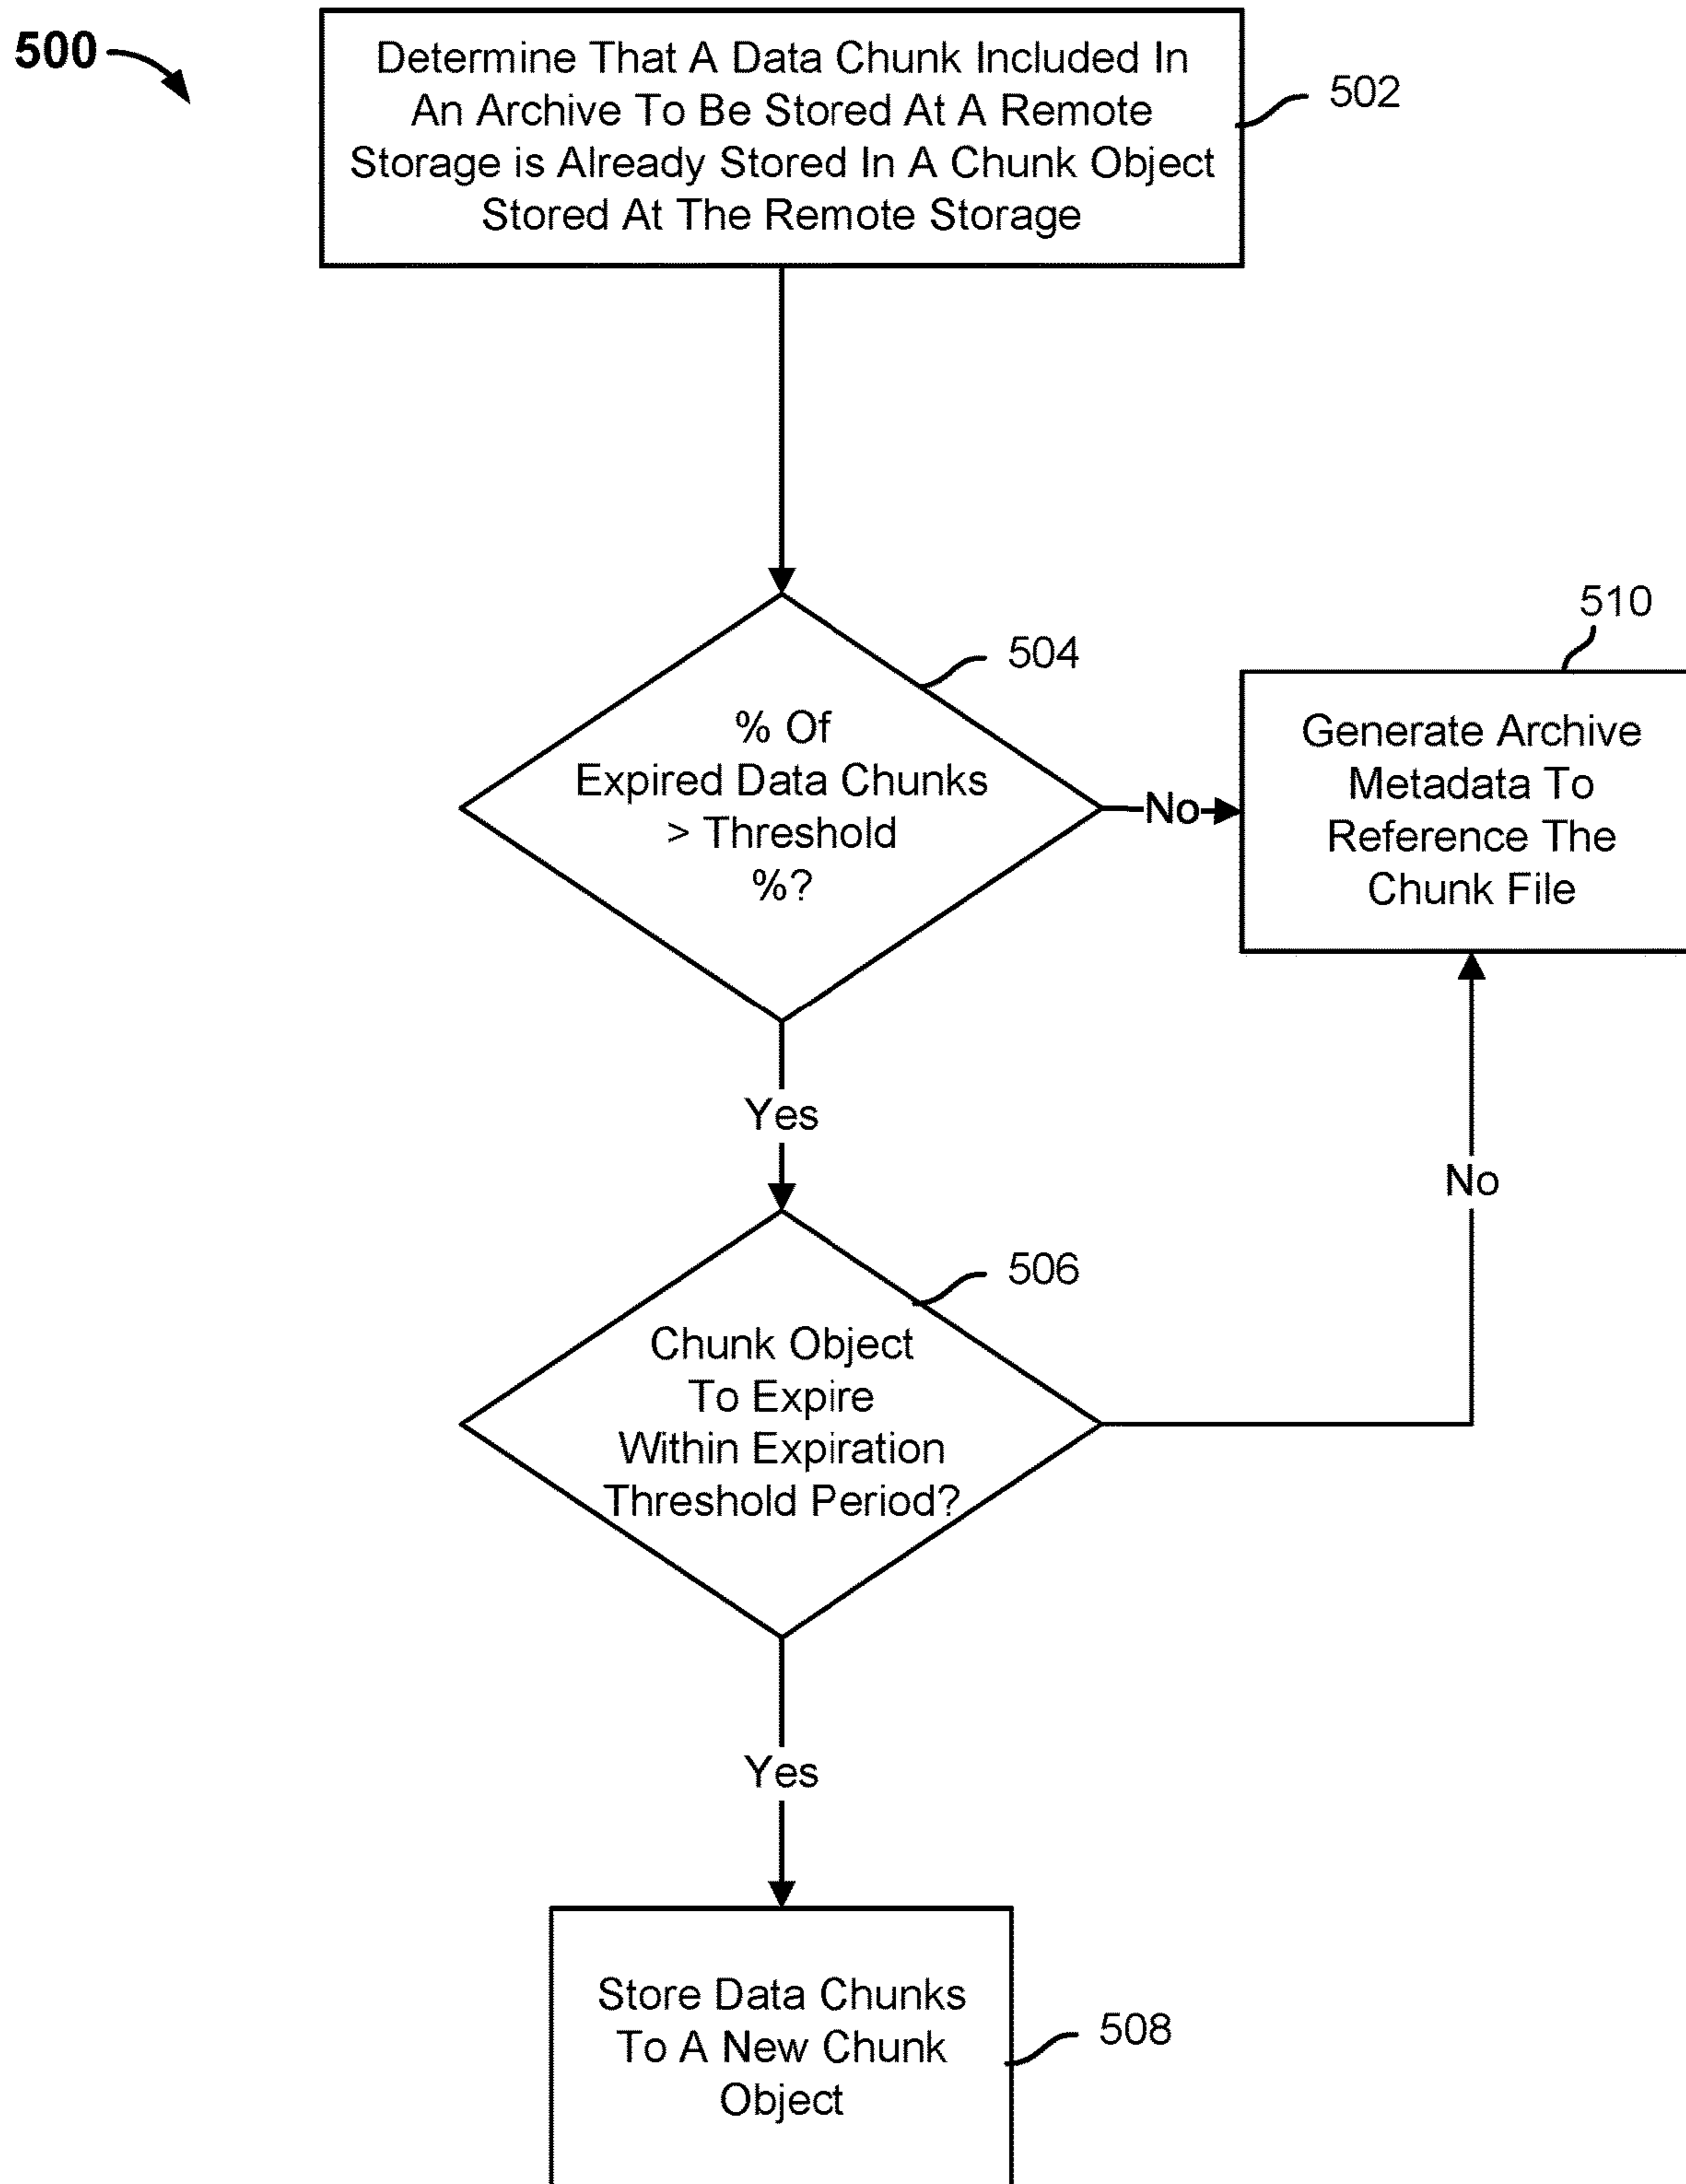 500
Determine That A Data Chunk Included In
An Archive To Be Stored At A Remote
Storage is Already Stored In A Chunk Object
Stored At The Remote Storage
502
504
% Of
Expired Data Chunks
> Threshold
%?
No
510
Generate Archive
Metadata To
Reference The
Chunk File
Yes
506
Chunk Object
To Expire
Within Expiration
Threshold Period?
No
Yes
Store Data Chunks
To A New Chunk
Object
508